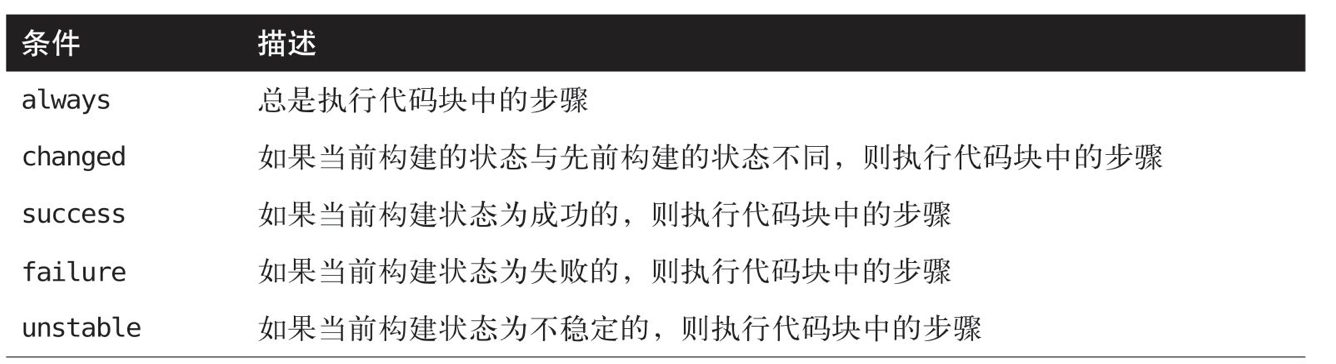 条件 描述
always 总是执行代码块中的步骤
changed 如果当前构建的状态与先前构建的状态不同，则执行代码块中的步骤
success 如果当前构建状态为成功的，则执行代码块中的步骤
failure 如果当前构建状态为失败的，则执行代码块中的步骤
unstable 如果当前构建状态为不稳定的，则执行代码块中的步骤